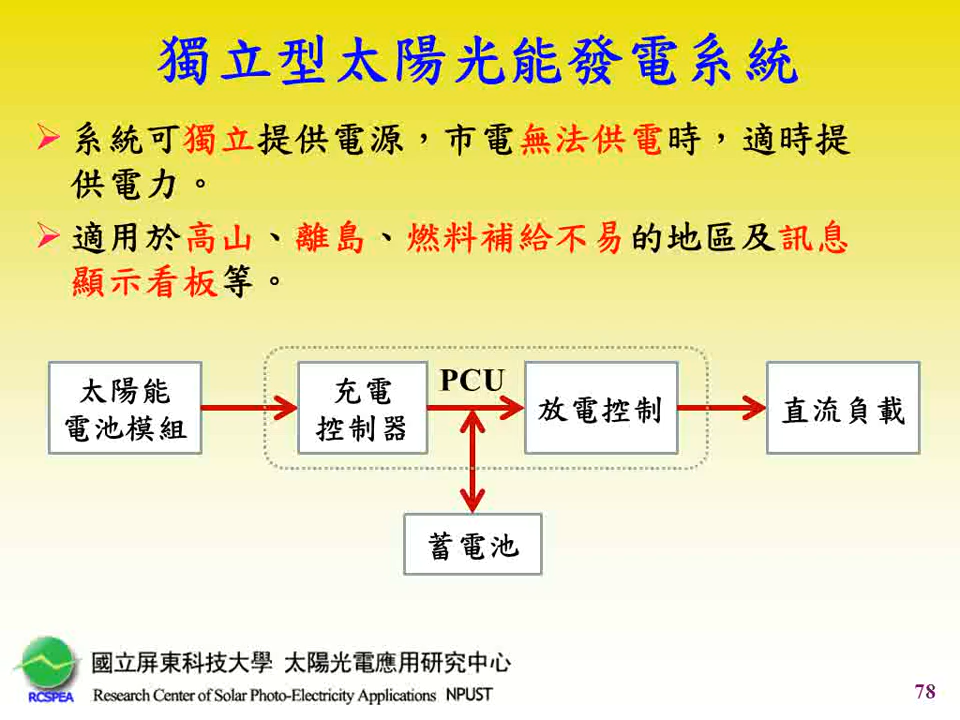 獨立型太陽光能發電系統
系統可獨立提供電源，市電無法供電時，適時提
供電力。
適用於高山、離島、燃料補給不易的地區及訊息
顯示看板等。
太陽能
電池模組
充電
控制器
PCU
放電控制
直流負載
蓄電池
國立屏東科技大學 太陽光電應用研究中心
RCSPEA
Research Center of Solar Photo-Electricity Applications NPUST
78